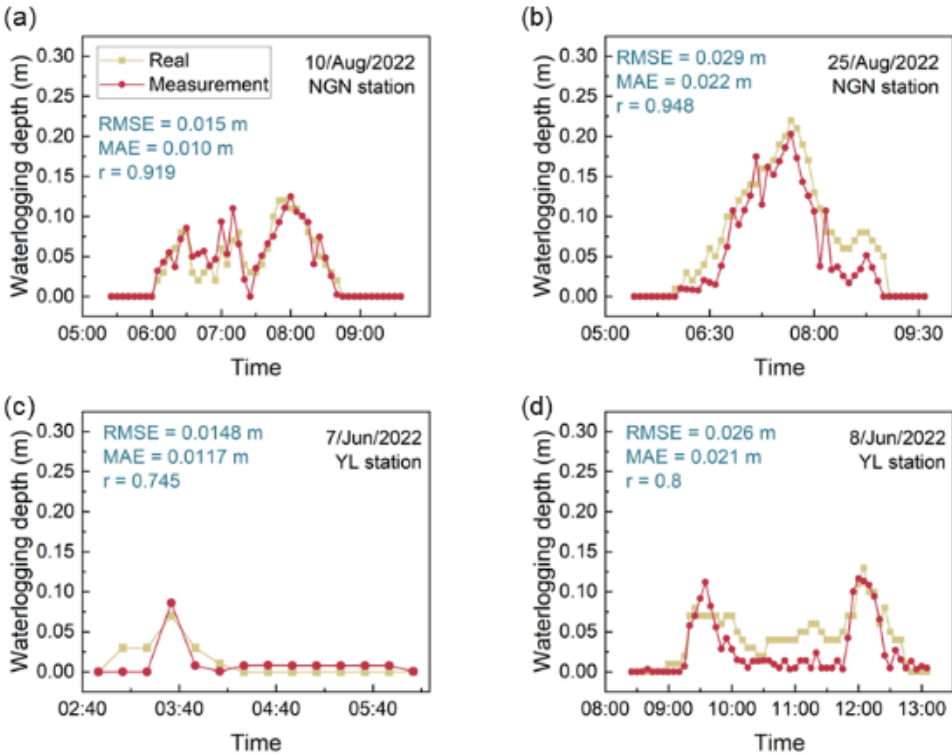 (a)
Real
Measurement
10/Aug/2022
NGN station
RMSE = 0.015 m
MAE = 0.010 m
r = 0.919
Waterlogging depth (m)
0.30
0.25
0.20
0.15
0.10
0.05
0.00
05:00 06:00 07:00 08:00 09:00
Time
(b)
RMSE = 0.029 m
MAE = 0.022 m
r = 0.948
25/Aug/2022
NGN station
Waterlogging depth (m)
0.30
0.25
0.20
0.15
0.10
0.05
0.00
05:00 06:30 08:00 09:30
Time
(c)
RMSE = 0.0148 m
MAE = 0.0117 m
r = 0.745
7/Jun/2022
YL station
Waterlogging depth (m)
0.30
0.25
0.20
0.15
0.10
0.05
0.00
02:40 03:40 04:40 05:40
Time
(d)
RMSE = 0.026 m
MAE = 0.021 m
r = 0.8
8/Jun/2022
YL station
Waterlogging depth (m)
0.30
0.25
0.20
0.15
0.10
0.05
0.00
08:00 09:00 10:00 11:00 12:00 13:00
Time